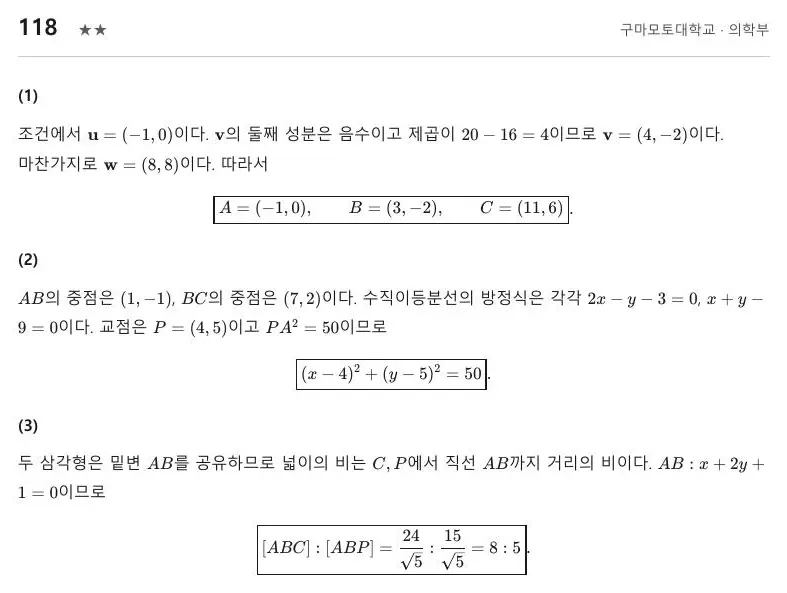 118 ★★ 구마모토대학교 · 의학부
(1)
조건에서 u = (−1, 0)이다. v의 둘째 성분은 음수이고 제곱이 20 − 16 = 4이므로 v = (4, −2)이다.
마찬가지로 w = (8, 8)이다. 따라서
A = (−1, 0), B = (3, −2), C = (11, 6).
(2)
AB의 중점은 (1, −1), BC의 중점은 (7, 2)이다. 수직이등분선의 방정식은 각각 2x − y − 3 = 0, x + y −
9 = 0이다. 교점은 P = (4, 5)이고 PA² = 50이므로
(x − 4)² + (y − 5)² = 50.
(3)
두 삼각형은 밑변 AB를 공유하므로 넓이의 비는 C, P에서 직선 AB까지 거리의 비이다. AB : x + 2y +
1 = 0이므로
[ABC] : [ABP] = 24/√5 : 15/√5 = 8 : 5.